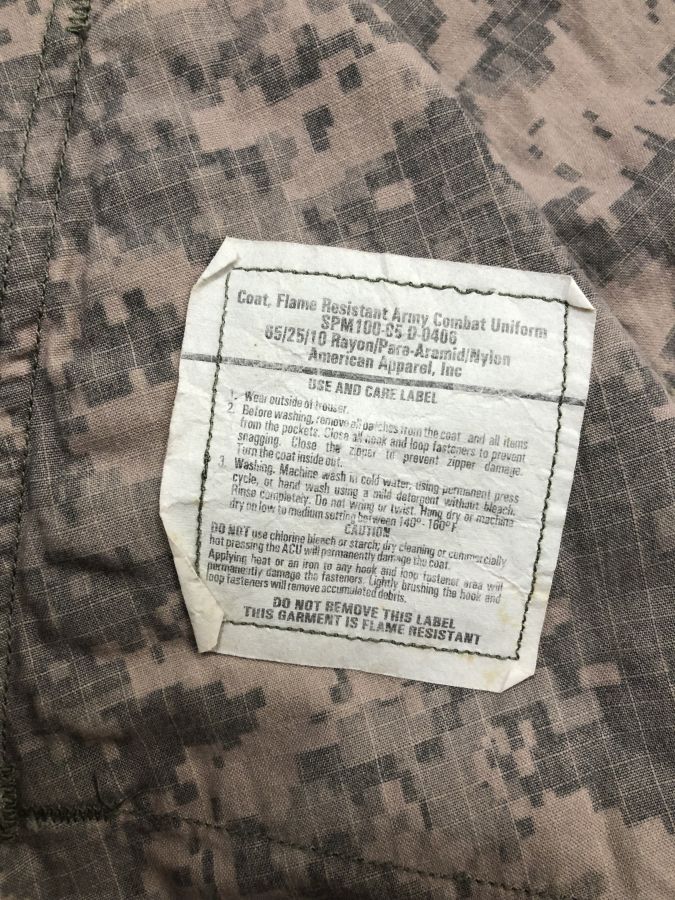 Coat, Flame Resistant Army Combat Uniform
SPM100-05-D-0406
65/25/10 Rayon/Para-Aramid/Nylon
American Apparel, Inc
USE AND CARE LABEL
1. Wear outside of trouser.
2. Before washing, remove all patches from the coat and all items
from the pockets. Close all hook and loop fasteners to prevent
snagging. Close the zipper to prevent zipper damage.
Turn the coat inside out.
3. Washing. Machine wash in cold water, using permanent press
cycle, or hand wash using a mild detergent without bleach.
Rinse completely. Do not wring or twist. Hang dry or machine
dry on low to medium setting between 140°- 160°F.
CAUTION
DO NOT use chlorine bleach or starch; dry cleaning or commercially
hot pressing the ACU will permanently damage the coat.
Applying heat or an iron to any hook and loop fastener area will
permanently damage the fasteners. Lightly brushing the hook and
loop fasteners will remove accumulated debris.
DO NOT REMOVE THIS LABEL
THIS GARMENT IS FLAME RESISTANT